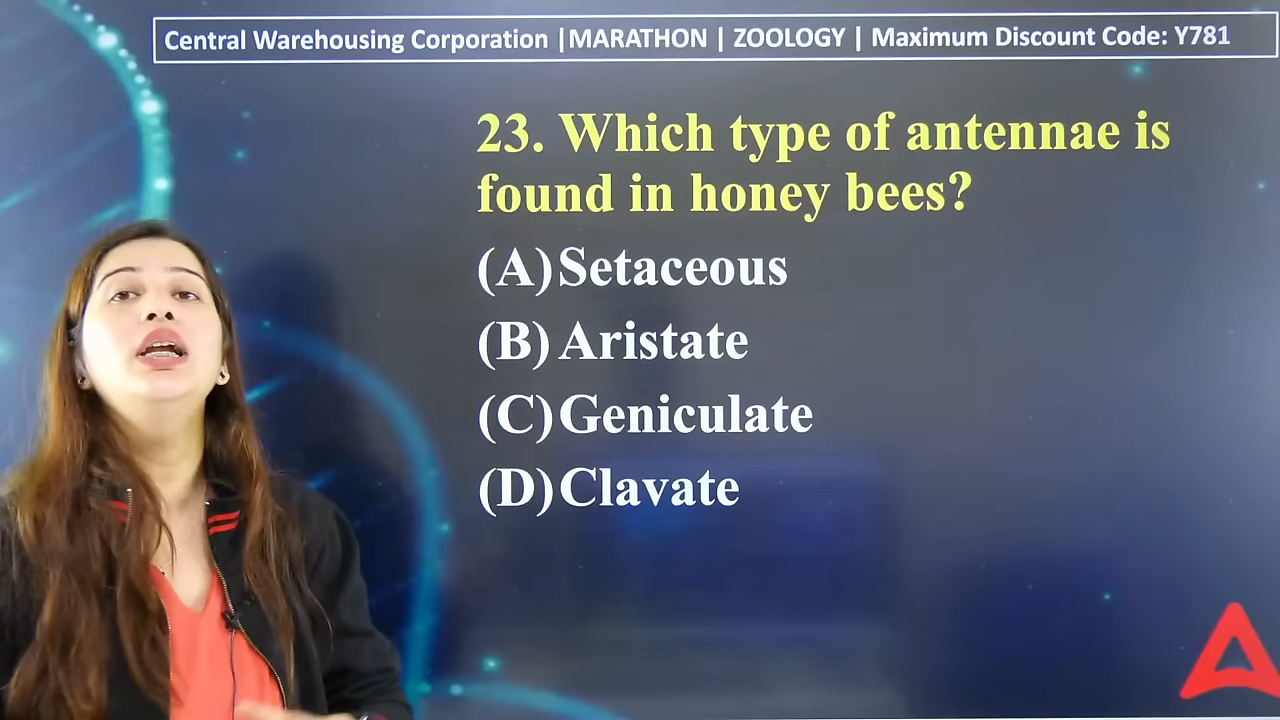 Central Warehousing Corporation |MARATHON | ZOOLOGY | Maximum Discount Code: Y781
23. Which type of antennae is
found in honey bees?
(A) Setaceous
(B) Aristate
(C) Geniculate
(D) Clavate